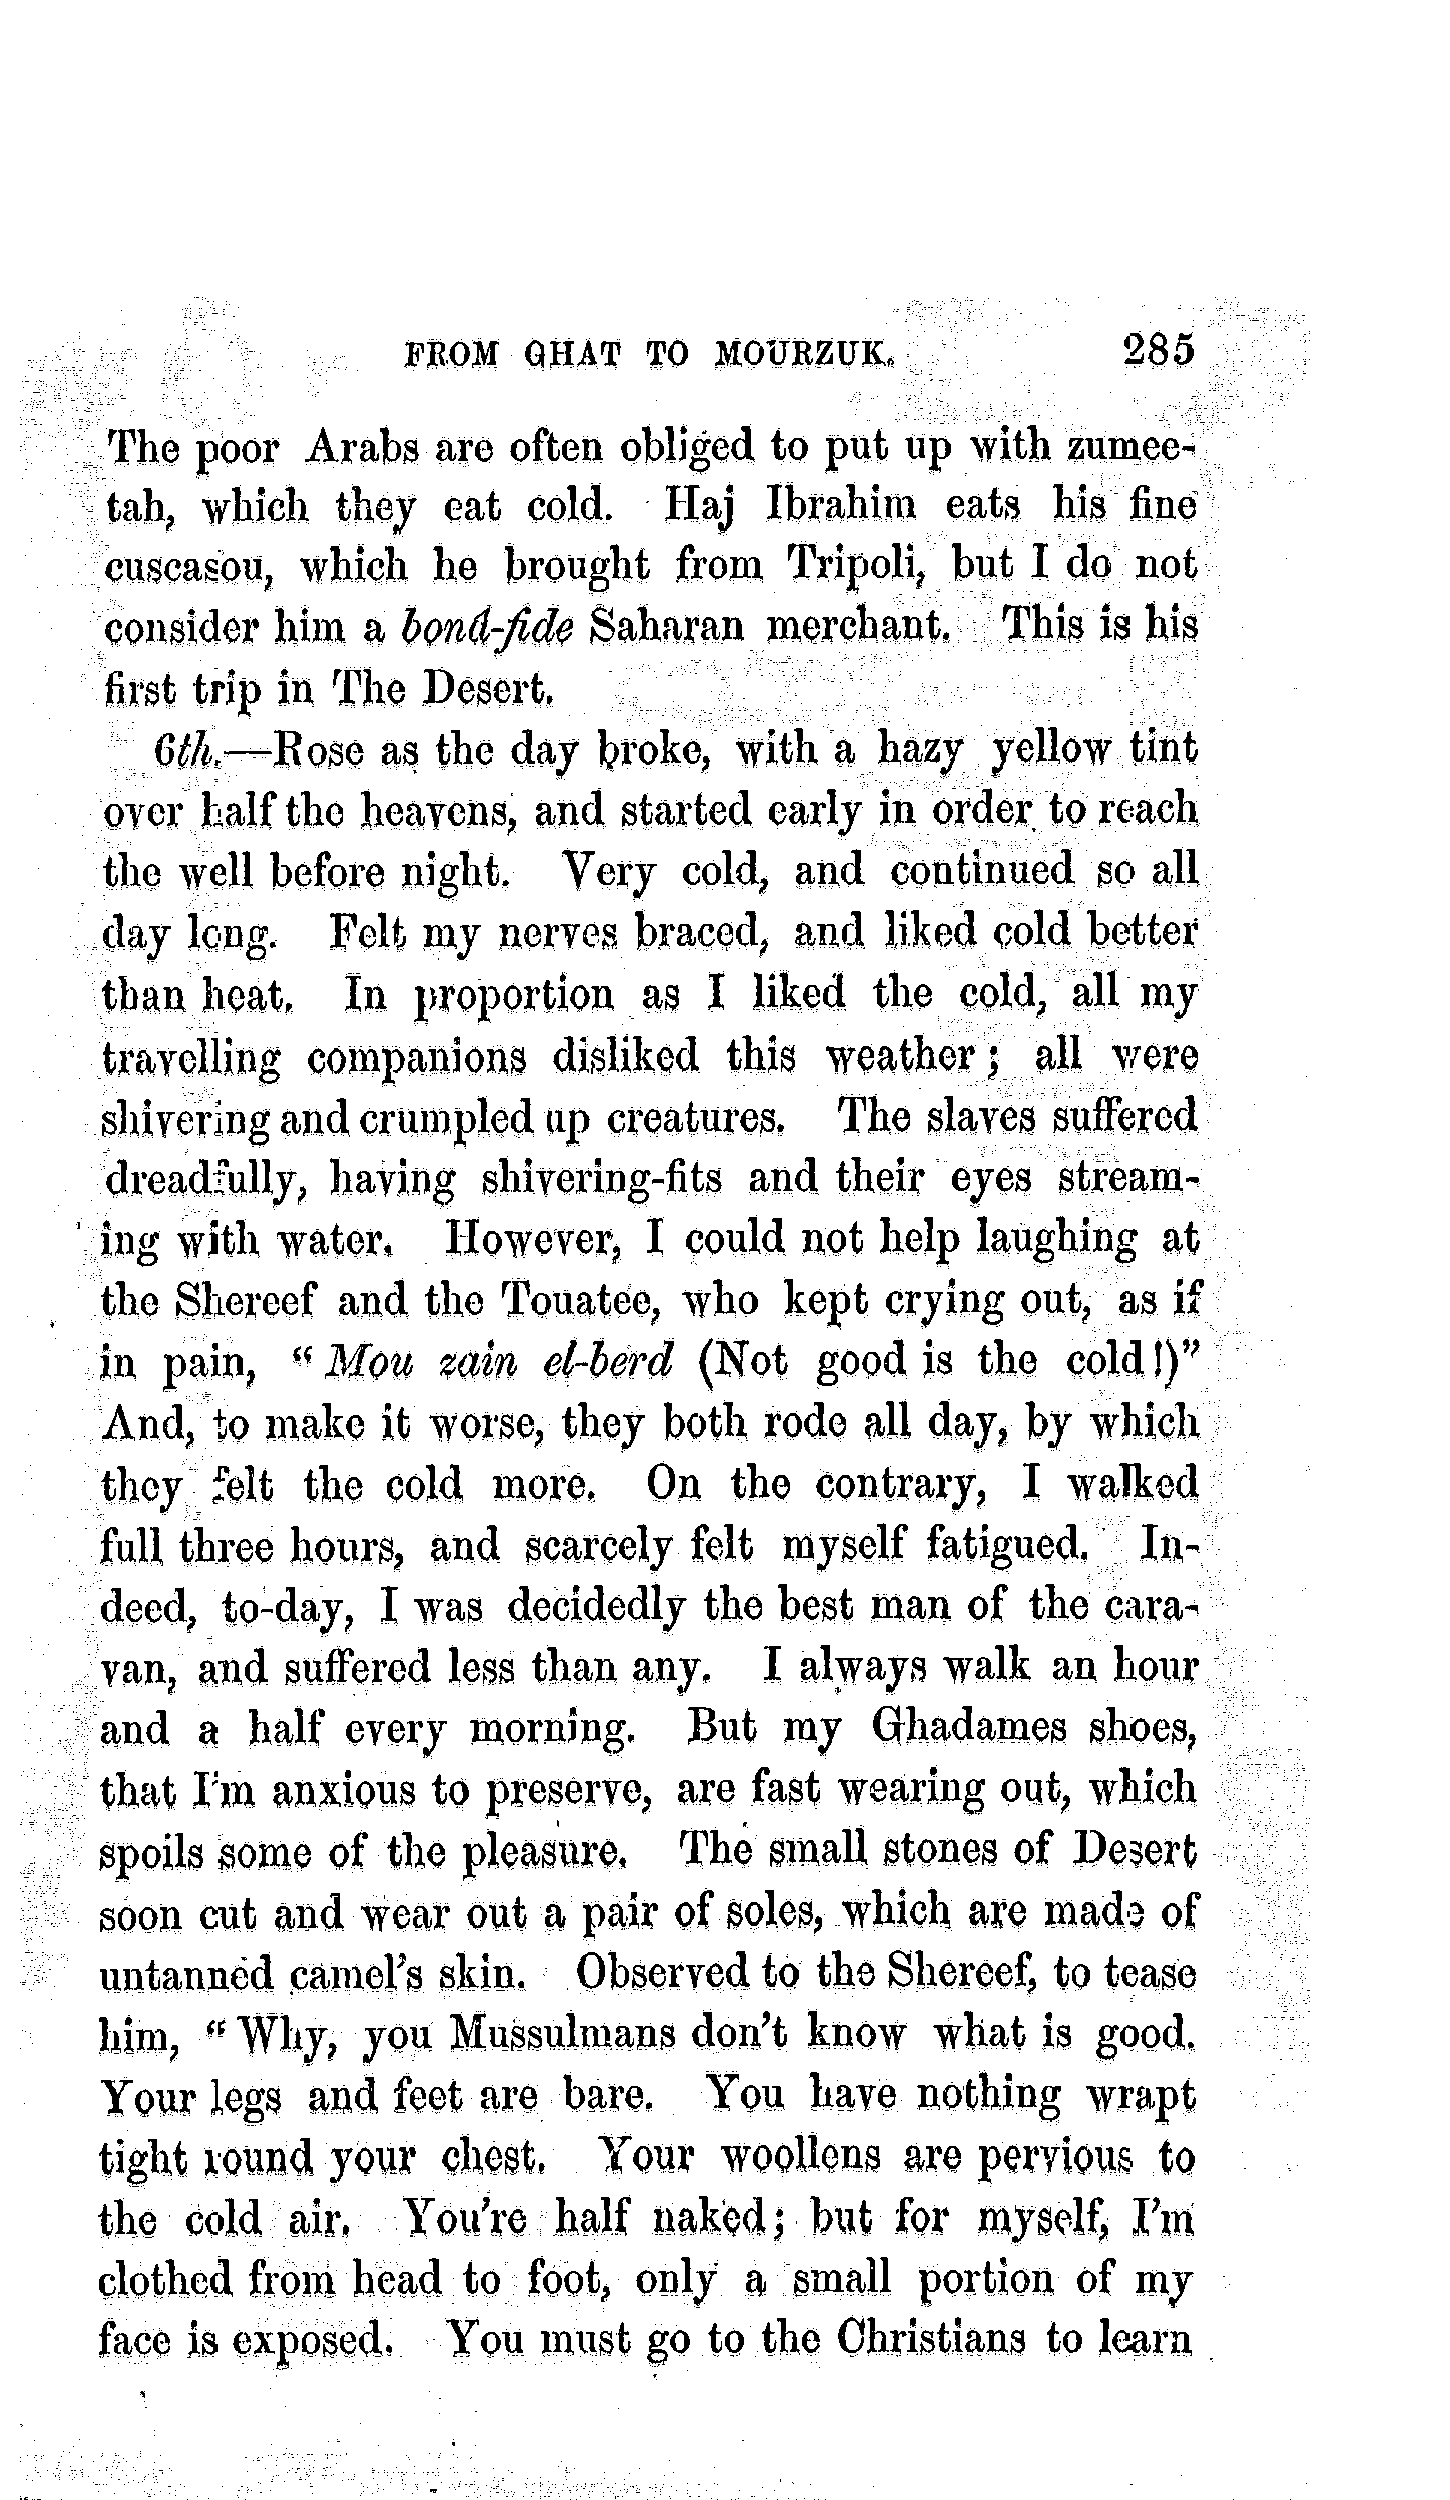 FROM GHAT TO MOURZUK. 285
The poor Arabs are often obliged to put up with zumee-
tah, which they eat cold. Haj Ibrahim eats his fine
cuscasou, which he brought from Tripoli, but I do not
consider him a bonâ-fide Saharan merchant. This is his
first trip in The Desert.
6th.—Rose as the day broke, with a hazy yellow tint
over half the heavens, and started early in order to reach
the well before night. Very cold, and continued so all
day long. Felt my nerves braced, and liked cold better
than heat. In proportion as I liked the cold, all my
travelling companions disliked this weather; all were
shivering and crumpled up creatures. The slaves suffered
dreadfully, having shivering-fits and their eyes stream-
ing with water. However, I could not help laughing at
the Shereef and the Touatee, who kept crying out, as if
in pain, "Mou zain el-berd (Not good is the cold!)"
And, to make it worse, they both rode all day, by which
they felt the cold more. On the contrary, I walked
full three hours, and scarcely felt myself fatigued. In-
deed, to-day, I was decidedly the best man of the cara-
van, and suffered less than any. I always walk an hour
and a half every morning. But my Ghadames shoes,
that I'm anxious to preserve, are fast wearing out, which
spoils some of the pleasure. The small stones of Desert
soon cut and wear out a pair of soles, which are made of
untanned camel's skin. Observed to the Shereef, to tease
him, "Why, you Mussulmans don't know what is good.
Your legs and feet are bare. You have nothing wrapt
tight round your chest. Your woollens are pervious to
the cold air. You're half naked; but for myself, I'm
clothed from head to foot, only a small portion of my
face is exposed. You must go to the Christians to learn